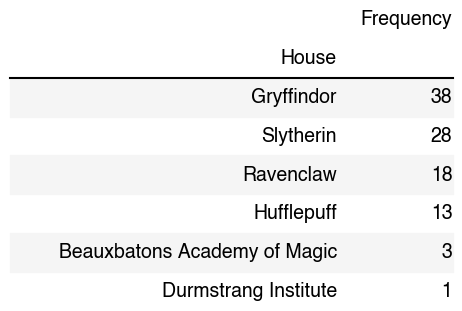 Frequency
House
Gryffindor 38
Slytherin 28
Ravenclaw 18
Hufflepuff 13
Beauxbatons Academy of Magic 3
Durmstrang Institute 1